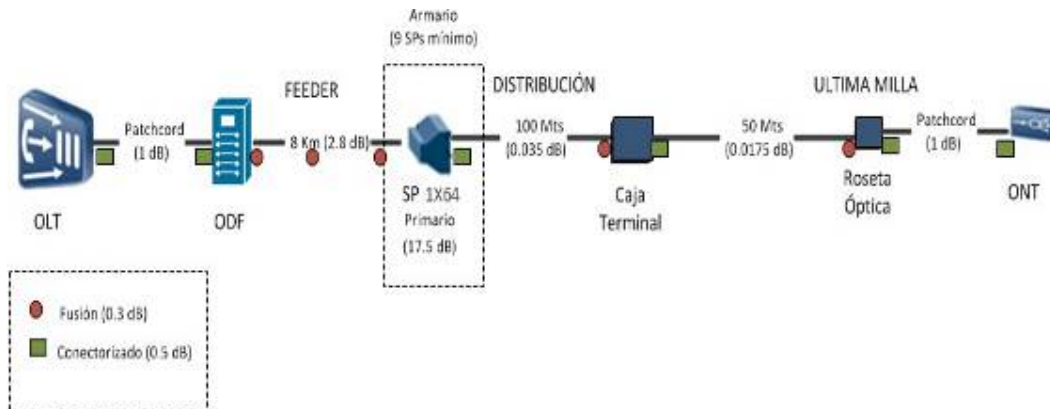 Armario
(9 SPs mínimo)
FEEDER
DISTRIBUCIÓN
ULTIMA MILLA
Patchcord
(1 dB)
8 Km (2.8 dB)
100 Mts
(0.035 dB)
50 Mts
(0.0175 dB)
Patchcord
(1 dB)
OLT
ODF
SP 1X64
Primario
(17.5 dB)
Caja
Terminal
Roseta
Óptica
ONT
Fusión (0.3 dB)
Conectorizado (0.5 dB)